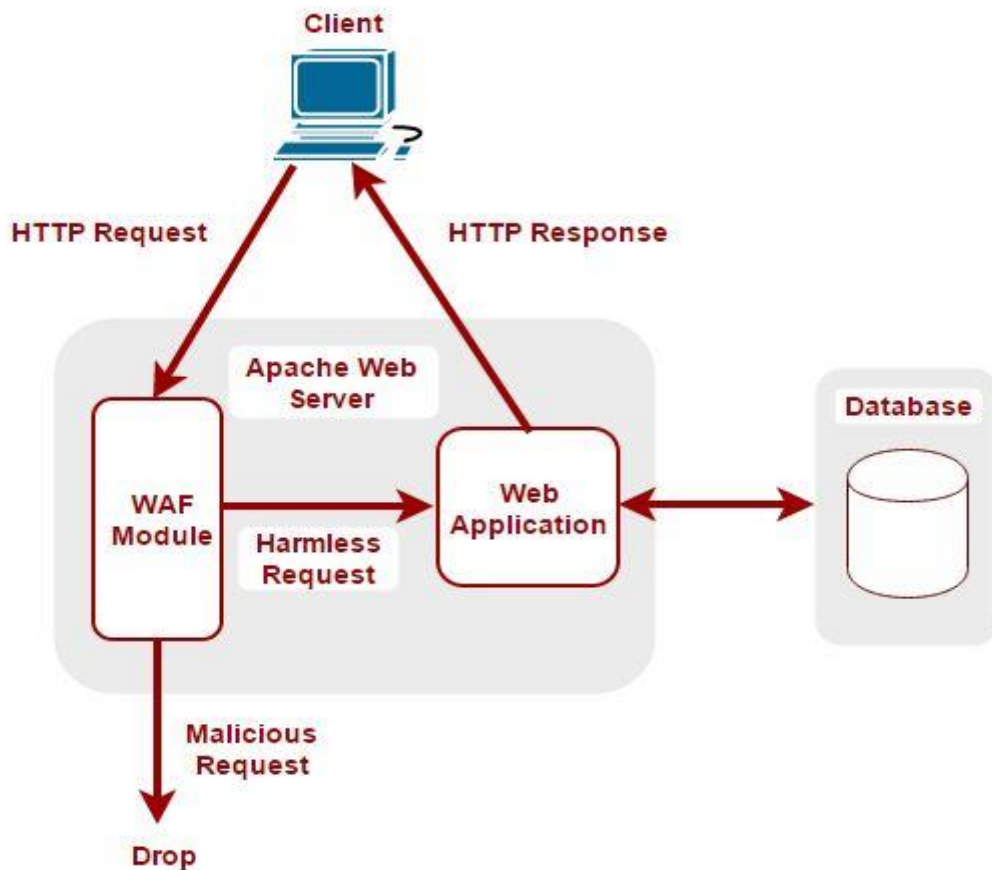 Client
HTTP Request
HTTP Response
Apache Web
Server
Database
WAF
Module
Web
Application
Harmless
Request
Malicious
Request
Drop